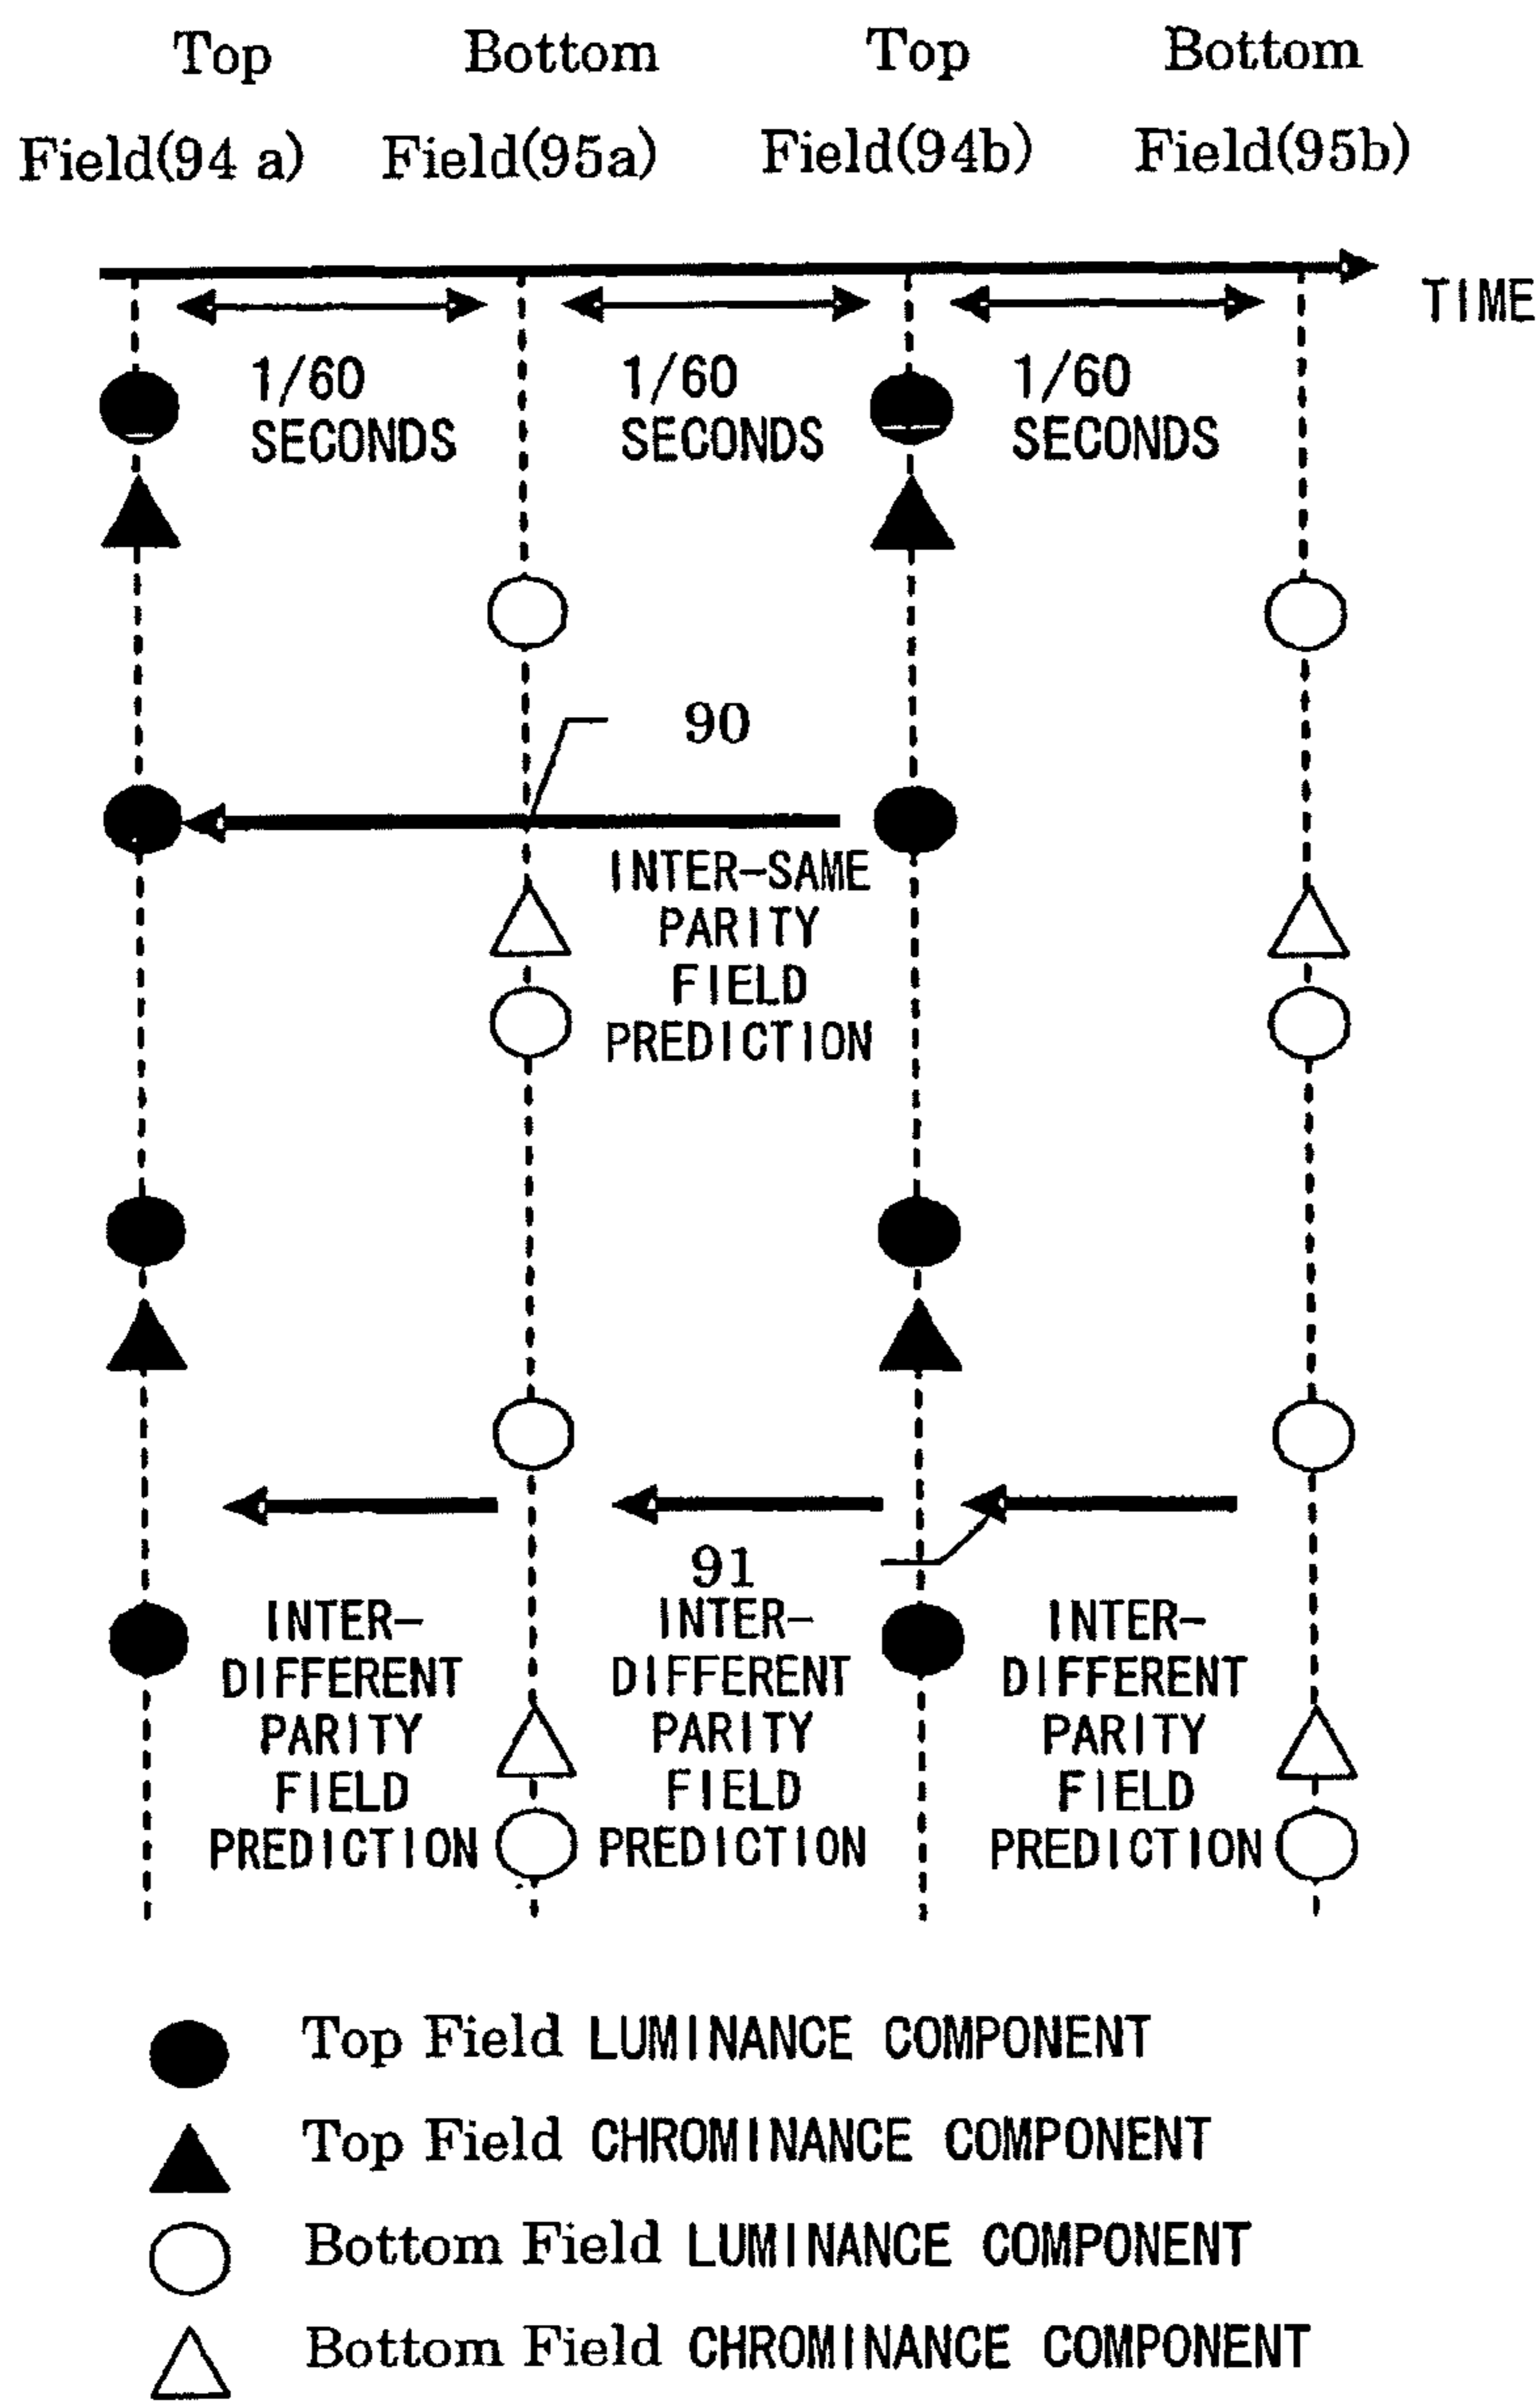 Top Bottom Top Bottom
Field(94 a) Field(95a) Field(94b) Field(95b)
TIME
1/60 1/60 1/60
SECONDS SECONDS SECONDS
90
INTER-SAME
PARITY
FIELD
PREDICTION
91
INTER- INTER- INTER-
DIFFERENT DIFFERENT DIFFERENT
PARITY PARITY PARITY
FIELD FIELD FIELD
PREDICTION PREDICTION PREDICTION
Top Field LUMINANCE COMPONENT
Top Field CHROMINANCE COMPONENT
Bottom Field LUMINANCE COMPONENT
Bottom Field CHROMINANCE COMPONENT